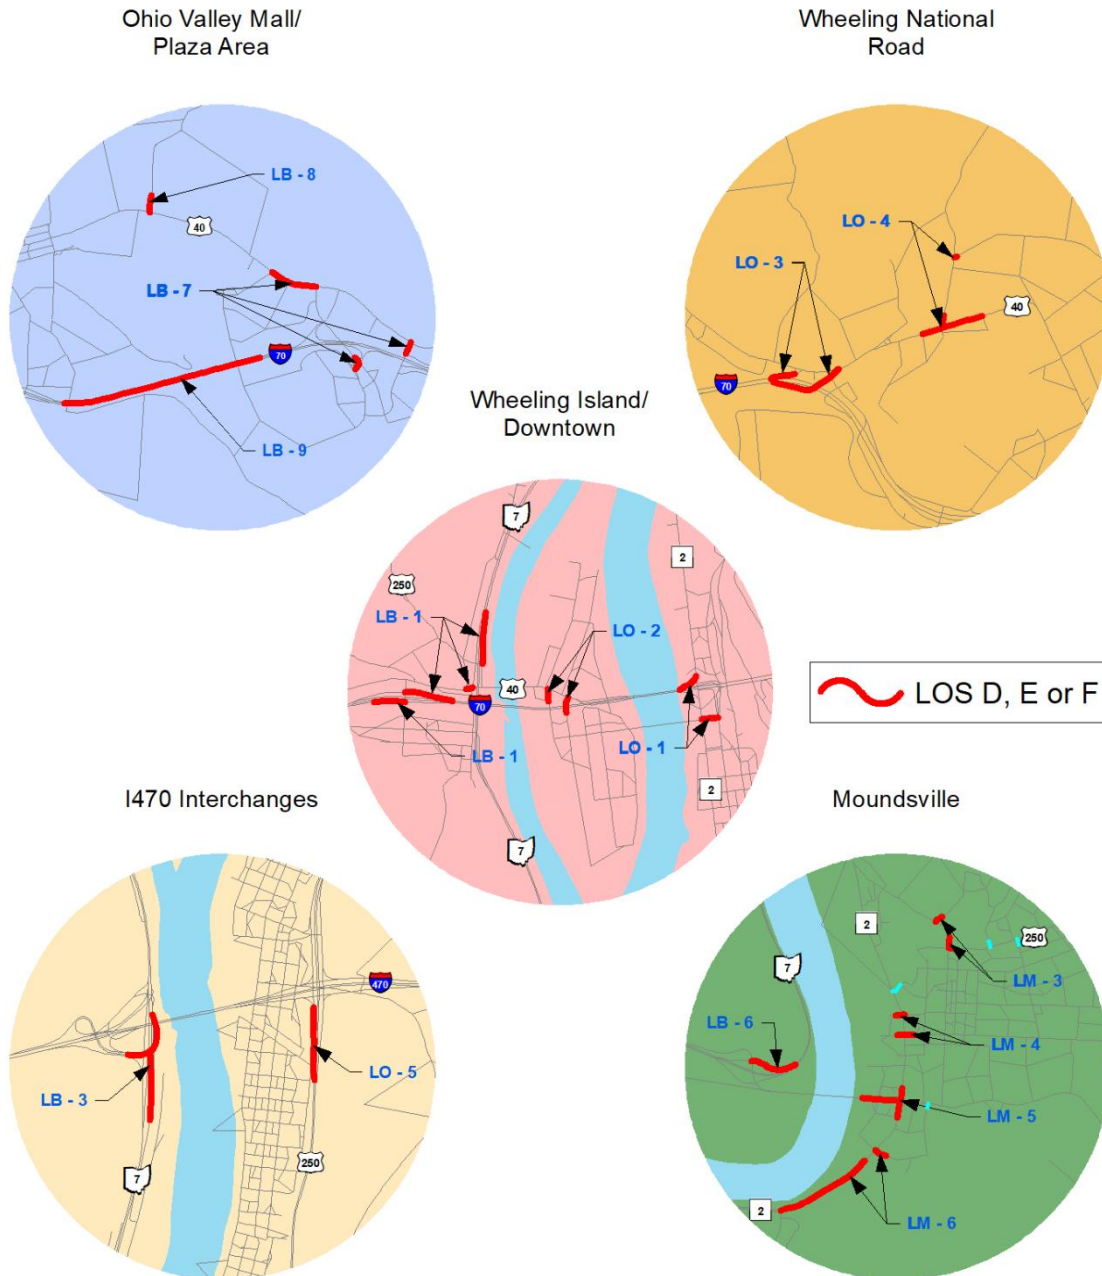 Ohio Valley Mall/
Plaza Area
Wheeling National
Road
LB - 8
40
LB - 7
70
LB - 9
LO - 4
LO - 3
40
70
Wheeling Island/
Downtown
7
2
250
LB - 1
LO - 2
40
70
LB - 1
LO - 1
2
7
LOS D, E or F
I470 Interchanges
Moundsville
470
LB - 3
LO - 5
7
250
2
250
7
LM - 3
LB - 6
LM - 4
LM - 5
2
LM - 6